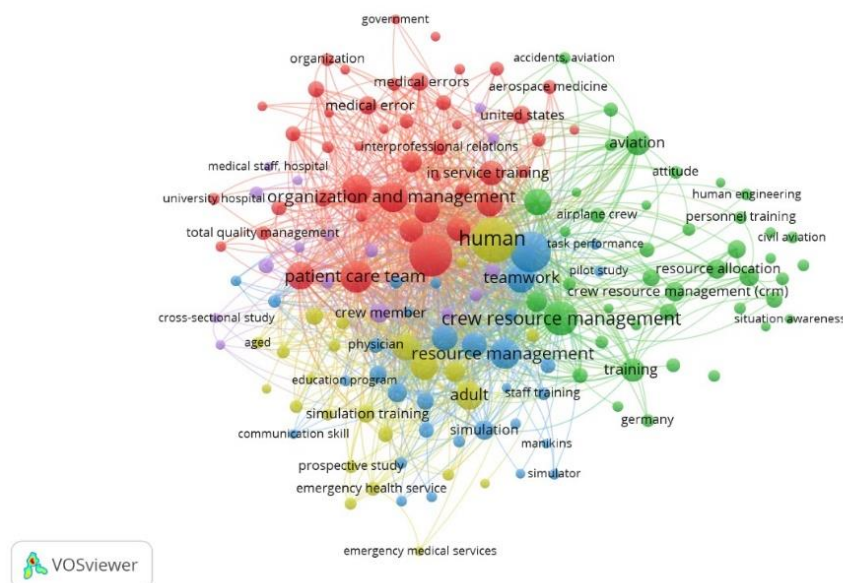 government
accidents, aviation
organization
medical errors
aerospace medicine
medical error
united states
interprofessional relations
aviation
medical staff, hospital
in service training
attitude
university hospital
organization and management
human engineering
airplane crew
personnel training
total quality management
human
task performance
civil aviation
patient care team
teamwork
pilot study
resource allocation
crew resource management (crm)
cross-sectional study
crew member
crew resource management
situation awareness
aged
physician
resource management
training
education program
adult
staff training
simulation training
germany
communication skill
simulation
manikins
prospective study
simulator
emergency health service
emergency medical services
VOSviewer